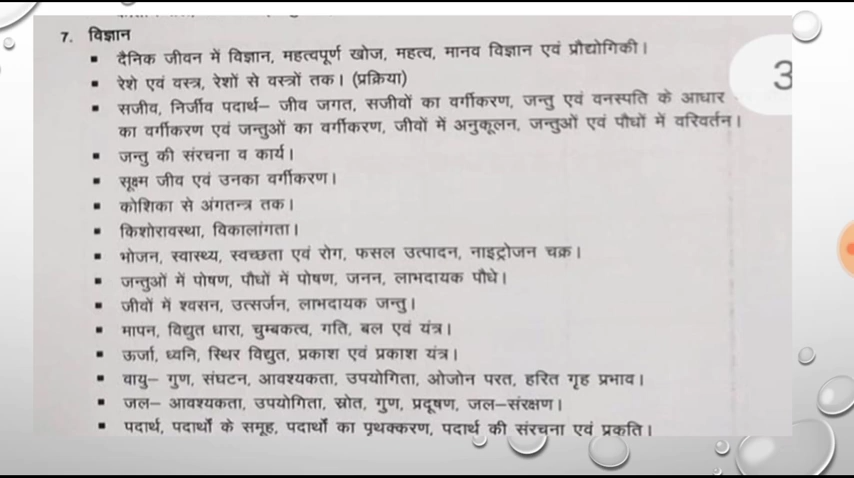 7. विज्ञान
▪ दैनिक जीवन में विज्ञान, महत्वपूर्ण खोज, महत्व, मानव विज्ञान एवं प्रौद्योगिकी।
▪ रेशे एवं वस्त्र, रेशों से वस्त्रों तक। (प्रक्रिया)
3
▪ सजीव, निर्जीव पदार्थ– जीव जगत, सजीवों का वर्गीकरण, जन्तु एवं वनस्पति के आधार
का वर्गीकरण एवं जन्तुओं का वर्गीकरण, जीवों में अनुकूलन, जन्तुओं एवं पौधों में वरिवर्तन।
▪ जन्तु की संरचना व कार्य।
▪ सूक्ष्म जीव एवं उनका वर्गीकरण।
▪ कोशिका से अंगतन्त्र तक।
▪ किशोरावस्था, विकालांगता।
▪ भोजन, स्वास्थ्य, स्वच्छता एवं रोग, फसल उत्पादन, नाइट्रोजन चक्र।
▪ जन्तुओं में पोषण, पौधों में पोषण, जनन, लाभदायक पौधे।
▪ जीवों में श्वसन, उत्सर्जन, लाभदायक जन्तु।
▪ मापन, विद्युत धारा, चुम्बकत्व, गति, बल एवं यंत्र।
▪ ऊर्जा, ध्वनि, स्थिर विद्युत, प्रकाश एवं प्रकाश यंत्र।
▪ वायु– गुण, संघटन, आवश्यकता, उपयोगिता, ओजोन परत, हरित गृह प्रभाव।
▪ जल– आवश्यकता, उपयोगिता, स्रोत, गुण, प्रदूषण, जल–संरक्षण।
▪ पदार्थ, पदार्थों के समूह, पदार्थों का पृथक्करण, पदार्थ की संरचना एवं प्रकृति।